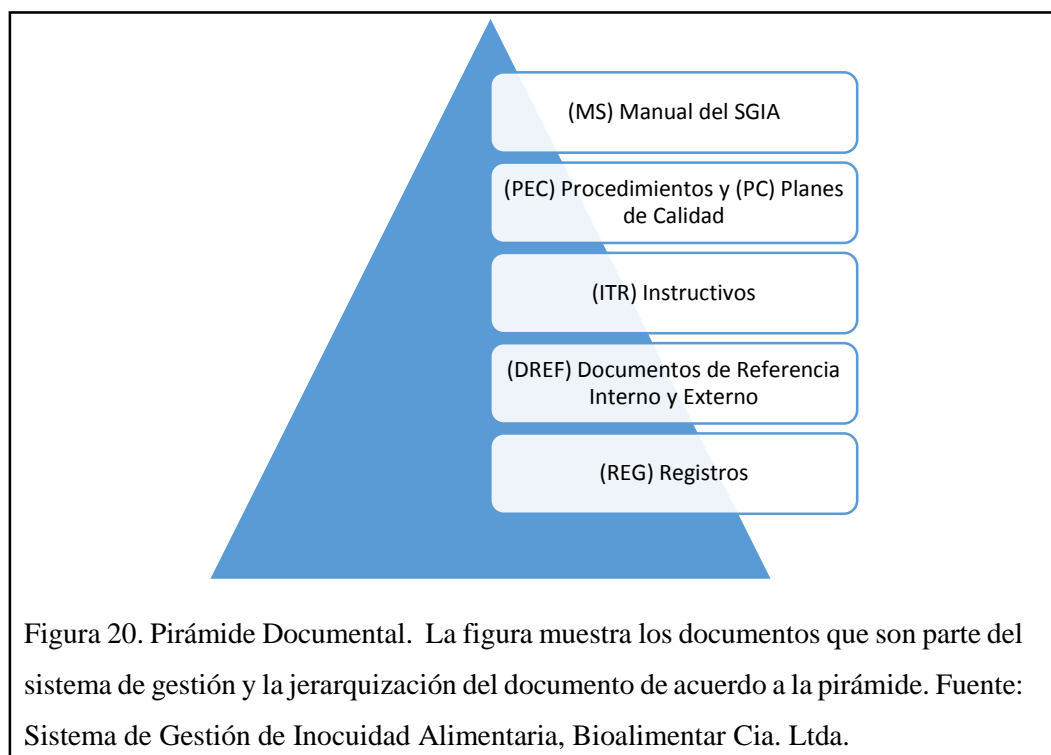 (MS) Manual del SGIA
(PEC) Procedimientos y (PC) Planes
de Calidad
(ITR) Instructivos
(DREF) Documentos de Referencia
Interno y Externo
(REG) Registros
Figura 20. Pirámide Documental. La figura muestra los documentos que son parte del
sistema de gestión y la jerarquización del documento de acuerdo a la pirámide. Fuente:
Sistema de Gestión de Inocuidad Alimentaria, Bioalimentar Cia. Ltda.